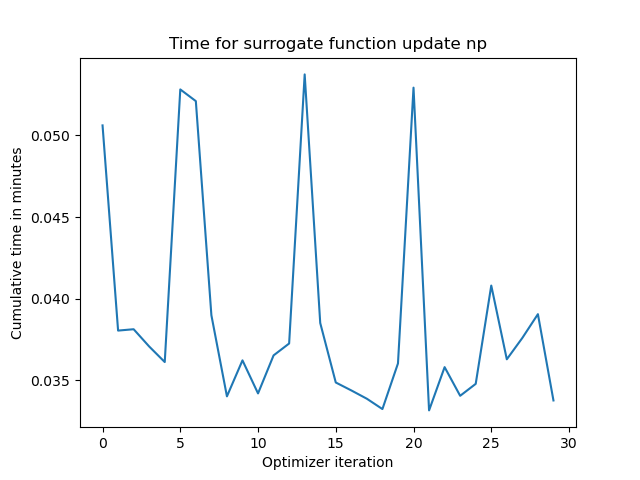 Time for surrogate function update np
Cumulative time in minutes
0.050
0.045
0.040
0.035
0 5 10 15 20 25 30
Optimizer iteration